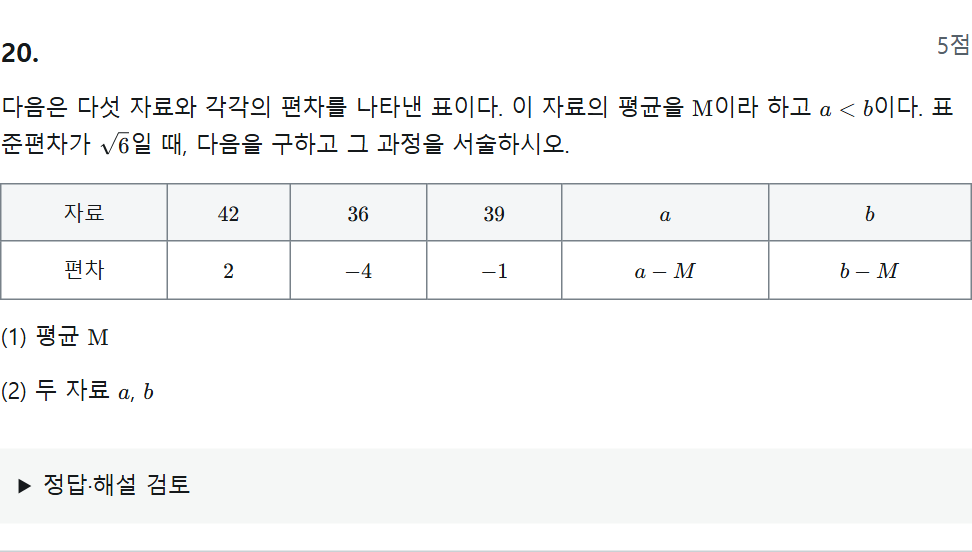 20.
5점
다음은 다섯 자료와 각각의 편차를 나타낸 표이다. 이 자료의 평균을 M이라 하고 a < b이다. 표
준편차가 √6일 때, 다음을 구하고 그 과정을 서술하시오.
자료 42 36 39 a b
편차 2 −4 −1 a − M b − M
(1) 평균 M
(2) 두 자료 a, b
▶ 정답·해설 검토